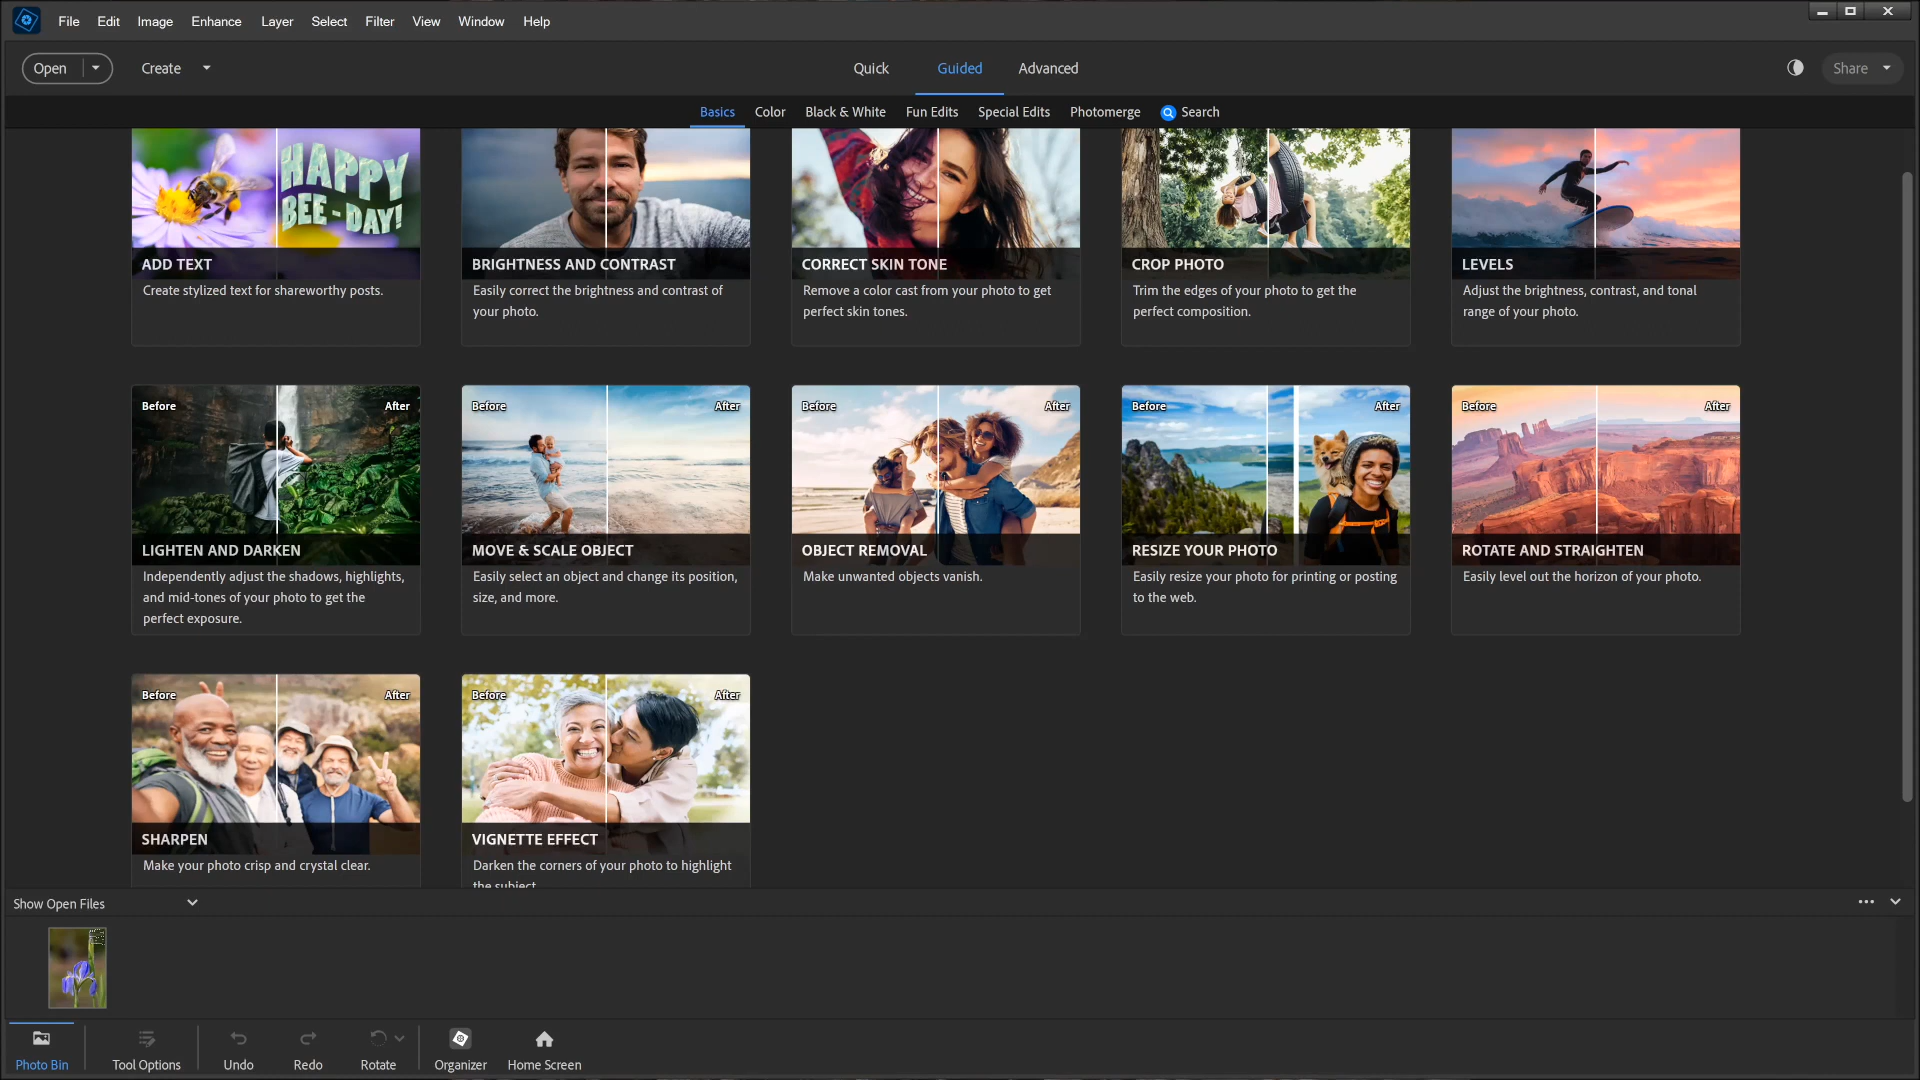 File Edit Image Enhance Layer Select Filter View Window Help
Open Create Quick Guided Advanced Share
Basics Color Black & White Fun Edits Special Edits Photomerge Search
HAPPY
BEE-DAY!
ADD TEXT
Create stylized text for shareworthy posts.
BRIGHTNESS AND CONTRAST
Easily correct the brightness and contrast of
your photo.
CORRECT SKIN TONE
Remove a color cast from your photo to get
perfect skin tones.
CROP PHOTO
Trim the edges of your photo to get the
perfect composition.
LEVELS
Adjust the brightness, contrast, and tonal
range of your photo.
Before After
LIGHTEN AND DARKEN
Independently adjust the shadows, highlights,
and mid-tones of your photo to get the
perfect exposure.
Before After
MOVE & SCALE OBJECT
Easily select an object and change its position,
size, and more.
Before After
OBJECT REMOVAL
Make unwanted objects vanish.
Before After
RESIZE YOUR PHOTO
Easily resize your photo for printing or posting
to the web.
Before After
ROTATE AND STRAIGHTEN
Easily level out the horizon of your photo.
Before After
SHARPEN
Make your photo crisp and crystal clear.
Before After
VIGNETTE EFFECT
Darken the corners of your photo to highlight
the subject
Show Open Files
Photo Bin Tool Options Undo Redo Rotate Organizer Home Screen